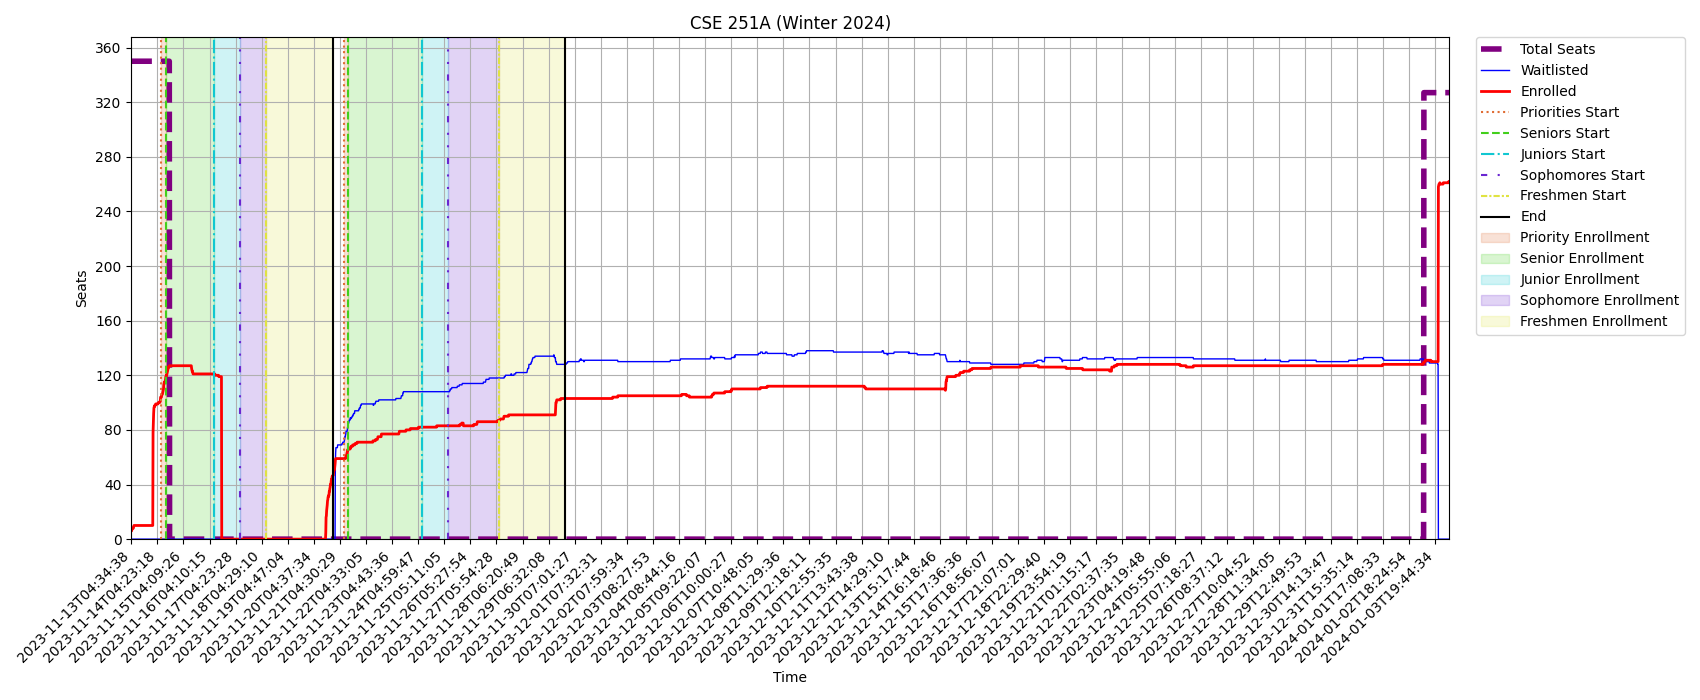 CSE 251A (Winter 2024)
Seats
360
320
280
240
200
160
120
80
40
0
2023-11-13T04:34:38
2023-11-14T04:23:18
2023-11-15T04:09:26
2023-11-16T04:10:15
2023-11-17T04:23:28
2023-11-18T04:29:10
2023-11-19T04:47:04
2023-11-20T04:37:34
2023-11-21T04:30:29
2023-11-22T04:33:05
2023-11-23T04:43:36
2023-11-24T04:59:47
2023-11-25T05:11:05
2023-11-26T05:27:54
2023-11-27T05:54:28
2023-11-28T06:20:49
2023-11-29T06:32:08
2023-11-30T07:01:27
2023-12-01T07:32:31
2023-12-02T07:59:34
2023-12-03T08:27:53
2023-12-04T08:44:16
2023-12-05T09:22:07
2023-12-06T10:00:27
2023-12-07T10:48:05
2023-12-08T11:29:36
2023-12-09T12:18:11
2023-12-10T12:55:35
2023-12-11T13:43:38
2023-12-12T14:29:10
2023-12-13T15:17:44
2023-12-14T16:18:46
2023-12-15T17:36:36
2023-12-16T18:56:07
2023-12-17T21:07:01
2023-12-18T22:29:40
2023-12-19T23:54:19
2023-12-21T01:15:17
2023-12-22T02:37:35
2023-12-23T04:19:48
2023-12-24T05:55:06
2023-12-25T07:18:27
2023-12-26T08:37:12
2023-12-27T10:04:52
2023-12-28T11:34:05
2023-12-29T12:49:53
2023-12-30T14:13:47
2023-12-31T15:35:14
2024-01-01T17:08:33
2024-01-02T18:24:54
2024-01-03T19:44:34
Time
Total Seats
Waitlisted
Enrolled
Priorities Start
Seniors Start
Juniors Start
Sophomores Start
Freshmen Start
End
Priority Enrollment
Senior Enrollment
Junior Enrollment
Sophomore Enrollment
Freshmen Enrollment